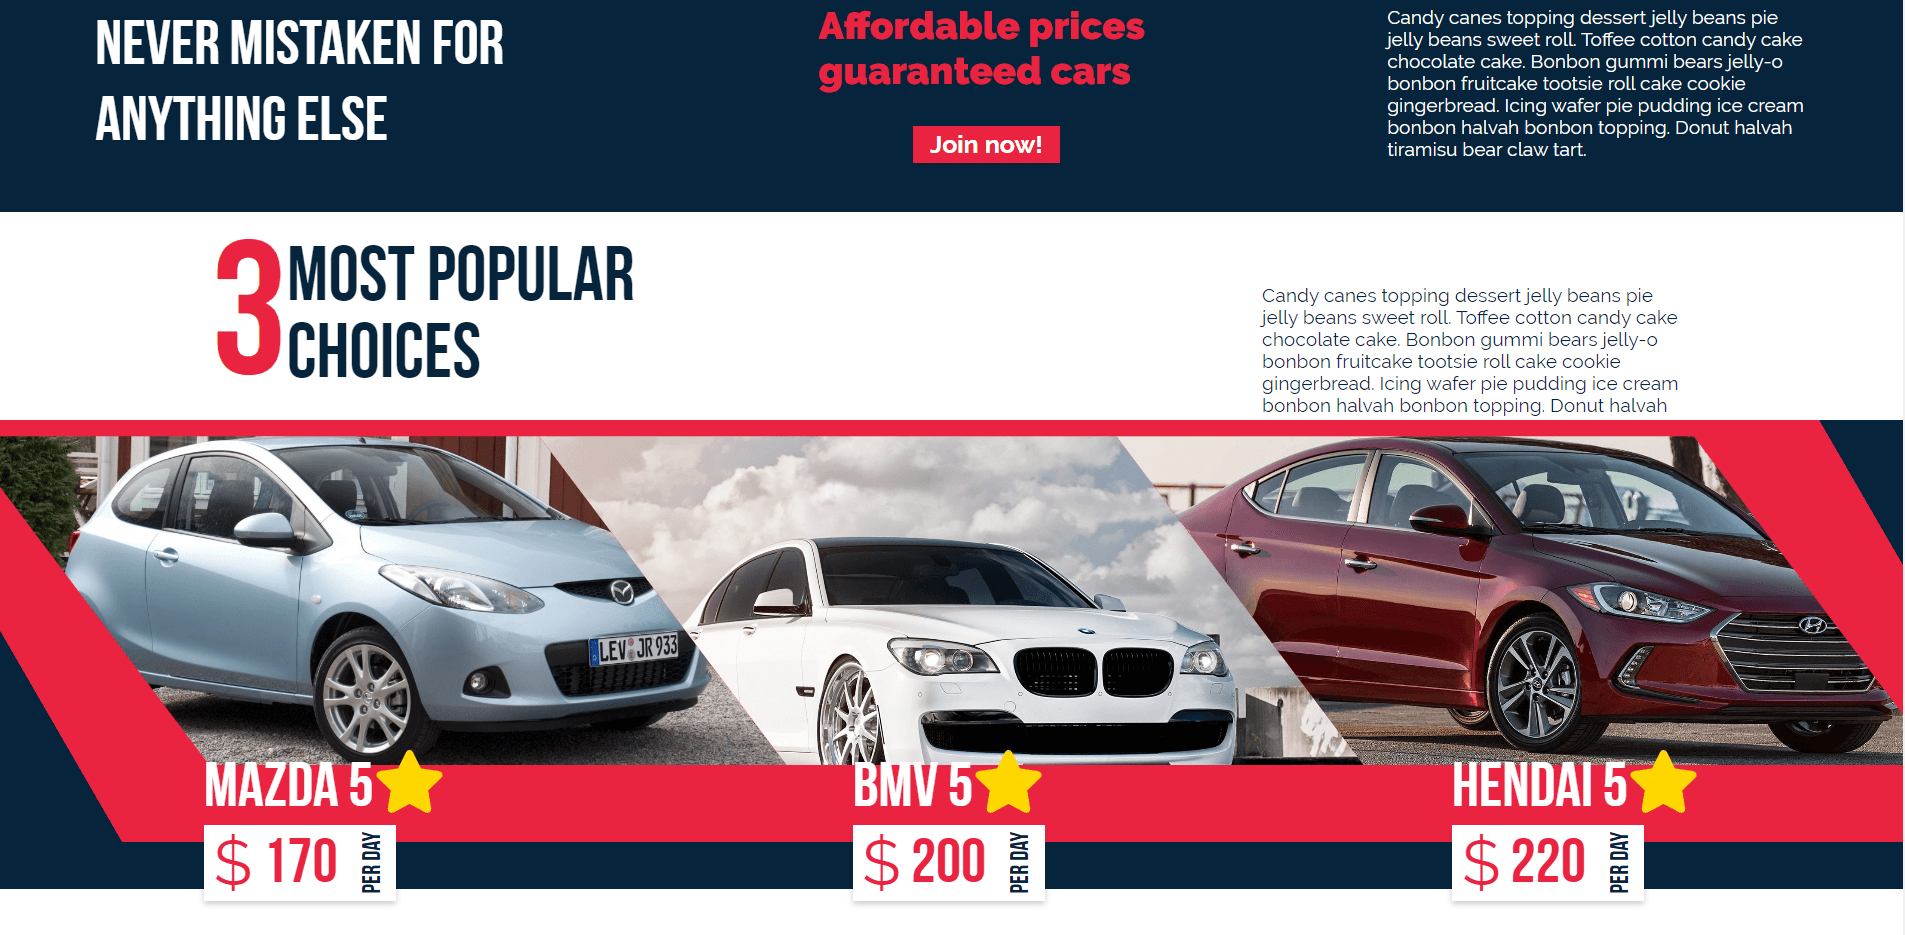 NEVER MISTAKEN FOR
ANYTHING ELSE
Affordable prices
guaranteed cars
Join now!
Candy canes topping dessert jelly beans pie
jelly beans sweet roll. Toffee cotton candy cake
chocolate cake. Bonbon gummi bears jelly-o
bonbon fruitcake tootsie roll cake cookie
gingerbread. Icing wafer pie pudding ice cream
bonbon halvah bonbon topping. Donut halvah
tiramisu bear claw tart.
3 MOST POPULAR
CHOICES
Candy canes topping dessert jelly beans pie
jelly beans sweet roll. Toffee cotton candy cake
chocolate cake. Bonbon gummi bears jelly-o
bonbon fruitcake tootsie roll cake cookie
gingerbread. Icing wafer pie pudding ice cream
bonbon halvah bonbon topping. Donut halvah
LEV JR 933
MAZDA 5
$ 170 PER DAY
BMV 5
$ 200 PER DAY
HENDAI 5
$ 220 PER DAY